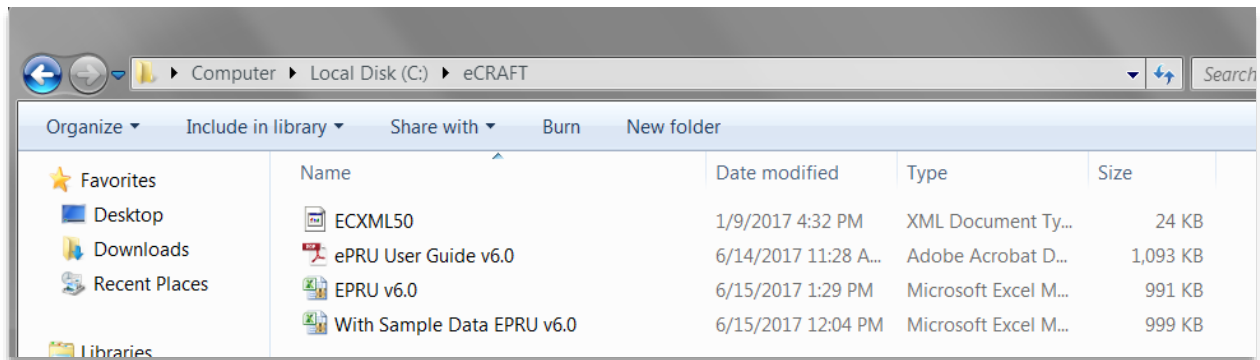 Computer Local Disk (C:) eCRAFT Search
Organize Include in library Share with Burn New folder
Favorites
Desktop
Downloads
Recent Places
Libraries
Name Date modified Type Size
ECXML50 1/9/2017 4:32 PM XML Document Ty... 24 KB
ePRU User Guide v6.0 6/14/2017 11:28 A... Adobe Acrobat D... 1,093 KB
EPRU v6.0 6/15/2017 1:29 PM Microsoft Excel M... 991 KB
With Sample Data EPRU v6.0 6/15/2017 12:04 PM Microsoft Excel M... 999 KB